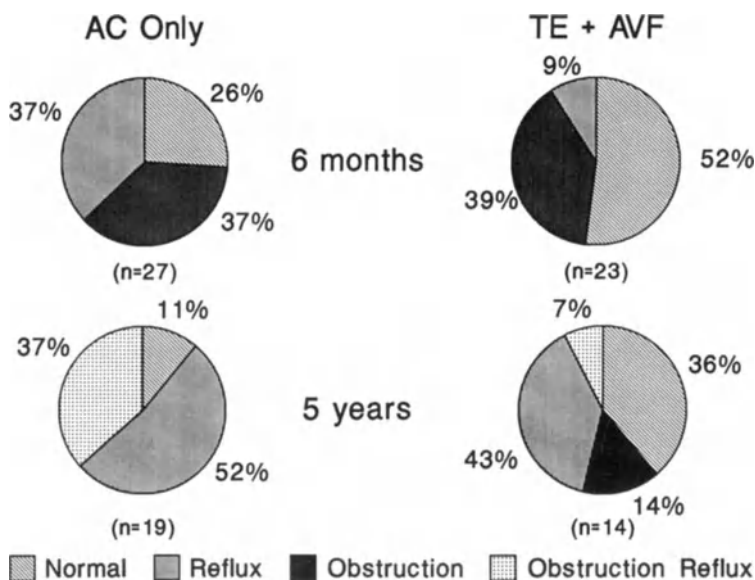 AC Only
TE + AVF
37%
26%
37%
(n=27)
6 months
9%
52%
39%
(n=23)
37%
11%
52%
(n=19)
5 years
7%
36%
43%
14%
(n=14)
Normal
Reflux
Obstruction
Obstruction Reflux